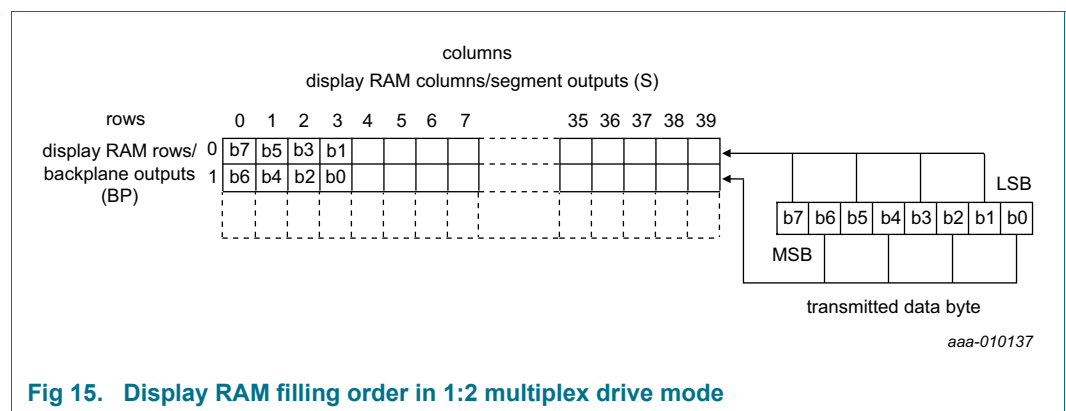 columns
display RAM columns/segment outputs (S)
rows 0 1 2 3 4 5 6 7 35 36 37 38 39
display RAM rows/ 0 b7 b5 b3 b1
backplane outputs 1 b6 b4 b2 b0
(BP)
LSB
b7 b6 b5 b4 b3 b2 b1 b0
MSB
transmitted data byte
aaa-010137
Fig 15. Display RAM filling order in 1:2 multiplex drive mode